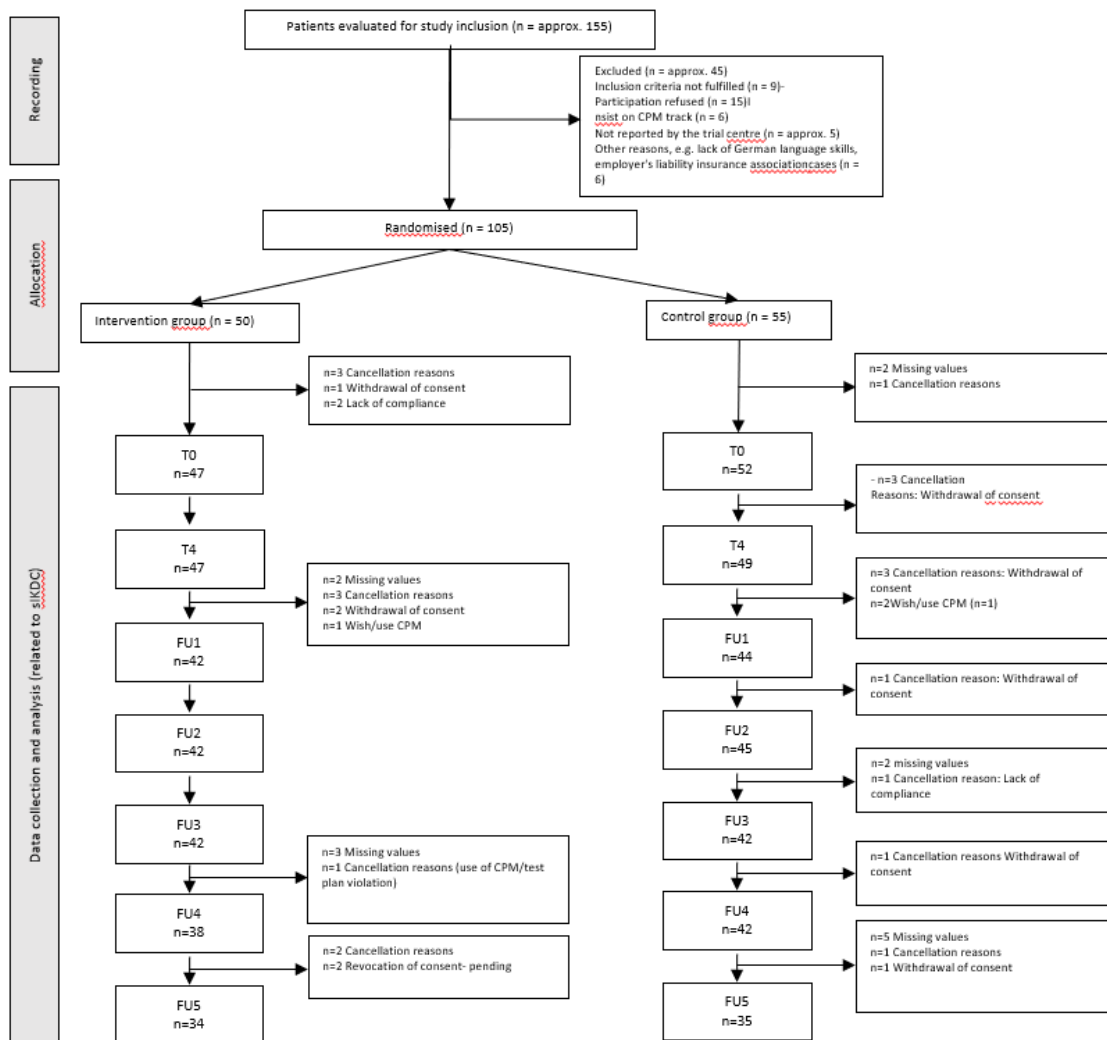 Recording
Patients evaluated for study inclusion (n = approx. 155)
Excluded (n = approx. 45)
Inclusion criteria not fulfilled (n = 9)-
Participation refused (n = 15)I
nsist on CPM track (n = 6)
Not reported by the trial centre (n = approx. 5)
Other reasons, e.g. lack of German language skills,
employer's liability insurance associationcases (n =
6)
Allocation
Randomised (n = 105)
Intervention group (n = 50)
Control group (n = 55)
Data collection and analysis (related to sIKDC)
n=3 Cancellation reasons
n=1 Withdrawal of consent
n=2 Lack of compliance
T0
n=47
T4
n=47
n=2 Missing values
n=3 Cancellation reasons
n=2 Withdrawal of consent
n=1 Wish/use CPM
FU1
n=42
FU2
n=42
FU3
n=42
n=3 Missing values
n=1 Cancellation reasons (use of CPM/test
plan violation)
FU4
n=38
n=2 Cancellation reasons
n=2 Revocation of consent- pending
FU5
n=34
n=2 Missing values
n=1 Cancellation reasons
T0
n=52
- n=3 Cancellation
Reasons: Withdrawal of consent
T4
n=49
n=3 Cancellation reasons: Withdrawal of
consent
n=2Wish/use CPM (n=1)
FU1
n=44
n=1 Cancellation reason: Withdrawal of
consent
FU2
n=45
n=2 missing values
n=1 Cancellation reason: Lack of
compliance
FU3
n=42
n=1 Cancellation reasons Withdrawal of
consent
FU4
n=42
n=5 Missing values
n=1 Cancellation reasons
n=1 Withdrawal of consent
FU5
n=35